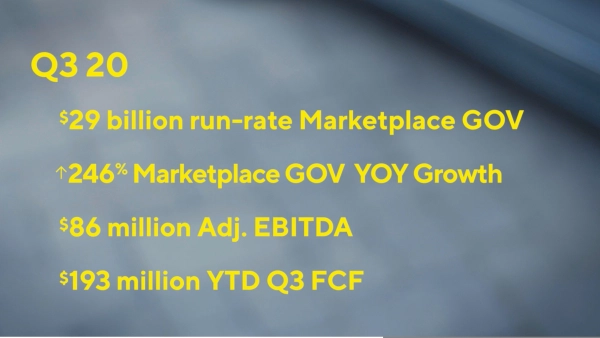 Q3 20
$29 billion run-rate Marketplace GOV
↑246% Marketplace GOV YOY Growth
$86 million Adj. EBITDA
$193 million YTD Q3 FCF